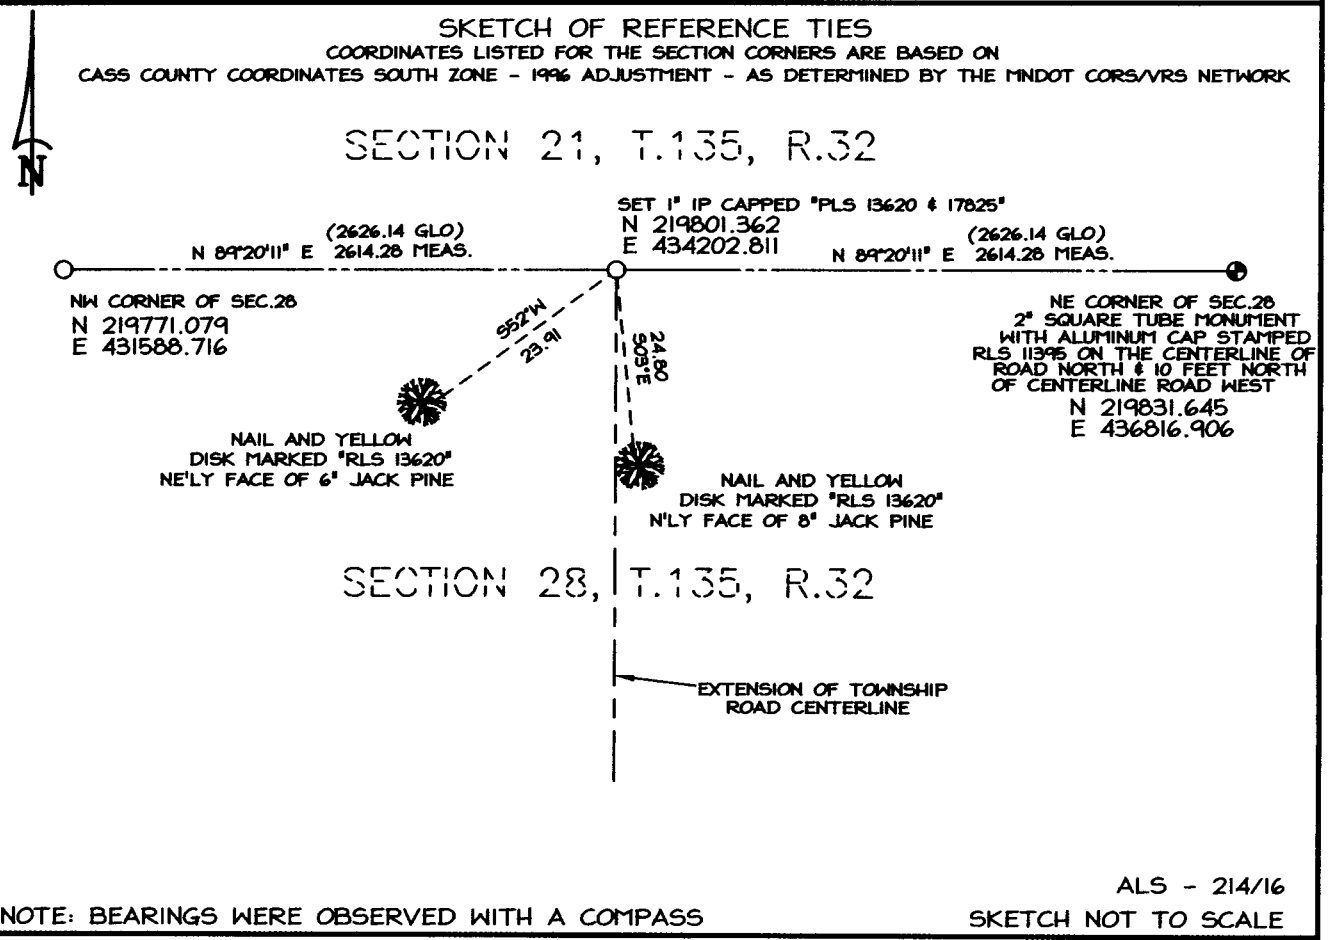 SKETCH OF REFERENCE TIES
COORDINATES LISTED FOR THE SECTION CORNERS ARE BASED ON
CASS COUNTY COORDINATES SOUTH ZONE - 1996 ADJUSTMENT - AS DETERMINED BY THE MNDOT CORS/VRS NETWORK
N
SECTION 21, T.135, R.32
SET 1" IP CAPPED "PLS 13620 & 17825"
N 219801.362
E 434202.811
(2626.14 GLO)
N 89°20'11" E 2614.28 MEAS.
(2626.14 GLO)
N 89°20'11" E 2614.28 MEAS.
NW CORNER OF SEC.28
N 219771.079
E 431588.716
S52°W
23.91
24.80
S03°E
NE CORNER OF SEC.28
2" SQUARE TUBE MONUMENT
WITH ALUMINUM CAP STAMPED
RLS 11395 ON THE CENTERLINE OF
ROAD NORTH & 10 FEET NORTH
OF CENTERLINE ROAD WEST
N 219831.645
E 436816.906
NAIL AND YELLOW
DISK MARKED "RLS 13620"
NE'LY FACE OF 6" JACK PINE
NAIL AND YELLOW
DISK MARKED "RLS 13620"
N'LY FACE OF 8" JACK PINE
SECTION 28, T.135, R.32
EXTENSION OF TOWNSHIP
ROAD CENTERLINE
ALS - 214/16
NOTE: BEARINGS WERE OBSERVED WITH A COMPASS
SKETCH NOT TO SCALE